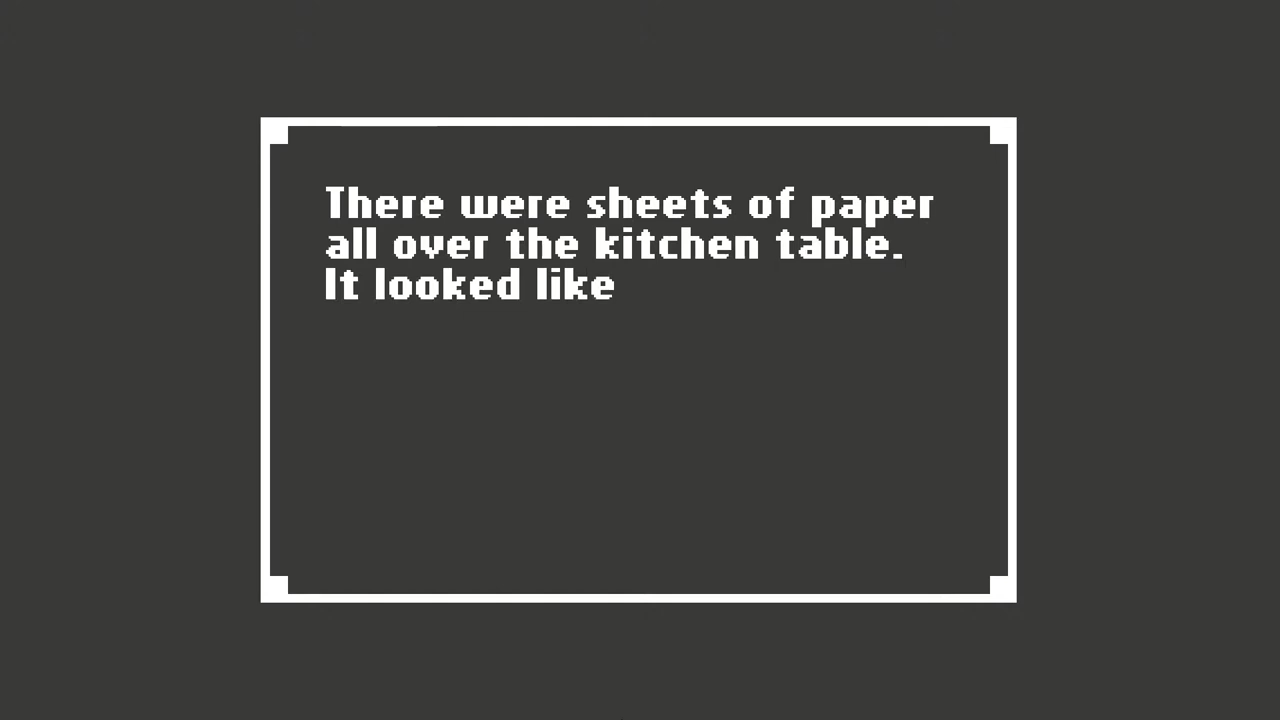 There were sheets of paper
all over the kitchen table.
It looked like